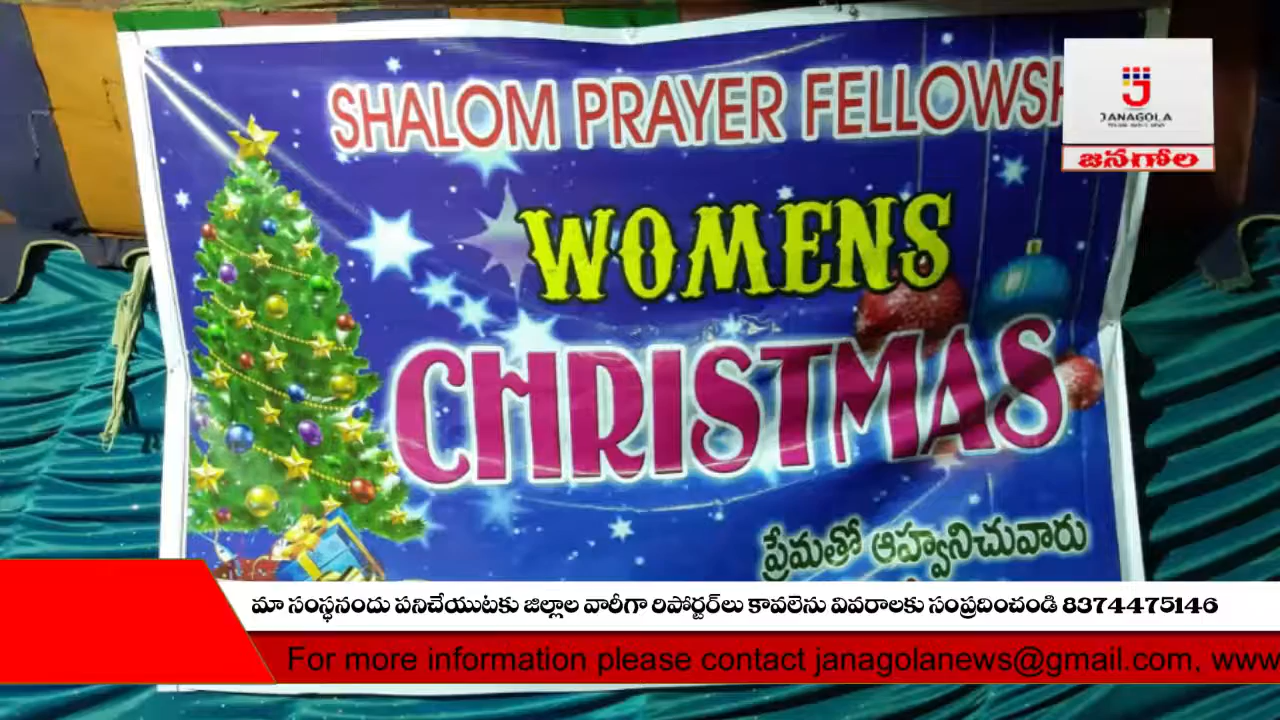 SHALOM PRAYER FELLOWSH
JANAGOLA
జనగోల
WOMENS
CHRISTMAS
ప్రేమతో ఆహ్వానిచువారు
మా సంస్థనందు పనిచేయుటకు జిల్లాల వారీగా రిపోర్టర్‌లు కావలెను వివరాలకు సంప్రదించండి 8374475146
For more information please contact janagolanews@gmail.com, www